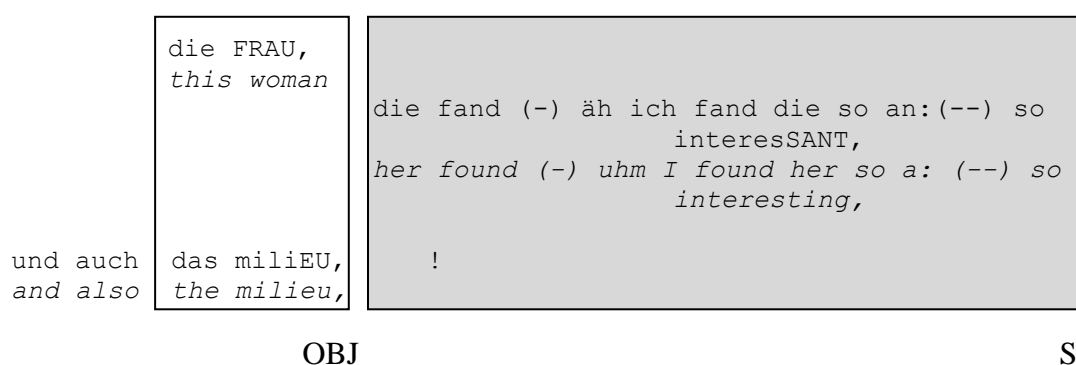 die FRAU,
this woman
die fand (-) äh ich fand die so an:(--) so
interesSANT,
her found (-) uhm I found her so a: (--) so
interesting,
und auch das miliEU, !
and also the milieu,
OBJ S